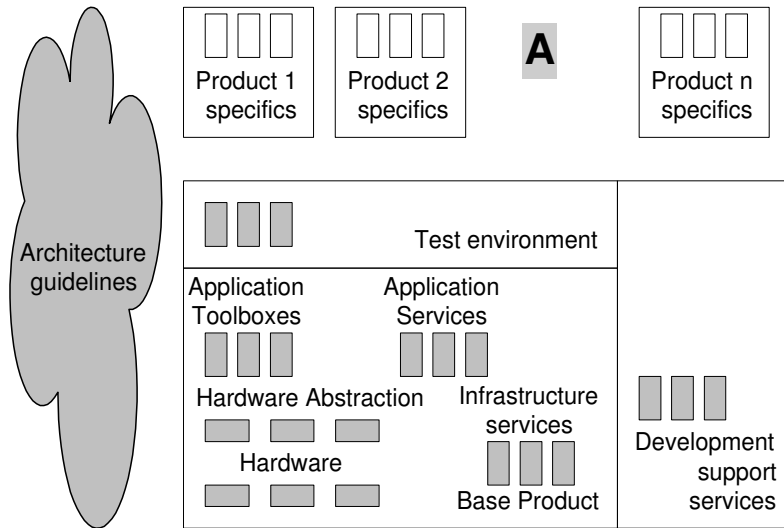 Product 1
specifics
Product 2
specifics
A
Product n
specifics
Architecture
guidelines
Test environment
Application
Toolboxes
Application
Services
Hardware Abstraction
Hardware
Infrastructure
services
Base Product
Development
support
services